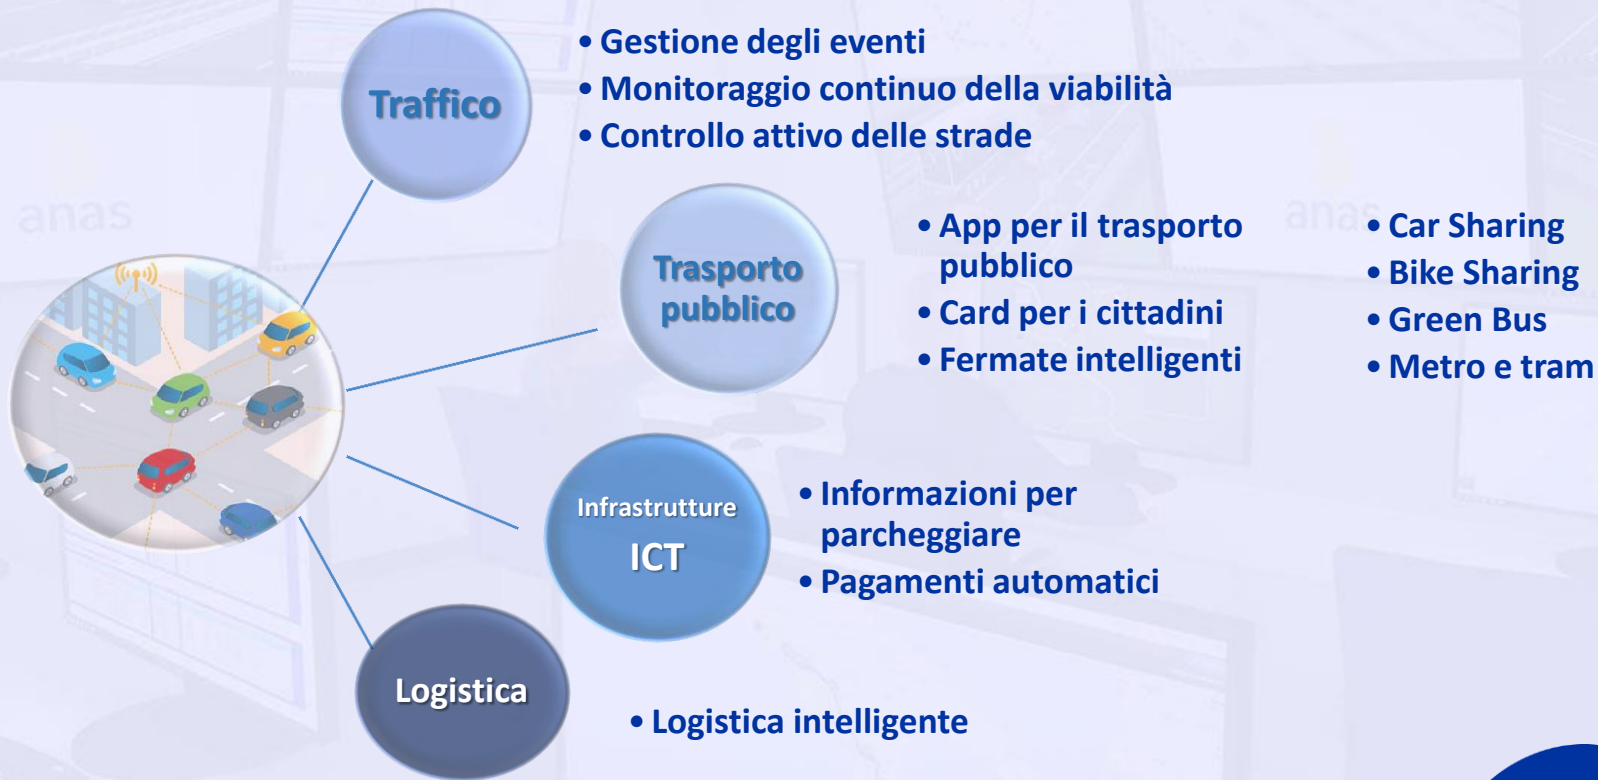 Traffico
• Gestione degli eventi
• Monitoraggio continuo della viabilità
• Controllo attivo delle strade
anas
anas
Trasporto
pubblico
• App per il trasporto
pubblico
• Card per i cittadini
• Fermate intelligenti
• Car Sharing
• Bike Sharing
• Green Bus
• Metro e tram
Infrastrutture
ICT
• Informazioni per
parcheggiare
• Pagamenti automatici
Logistica
• Logistica intelligente